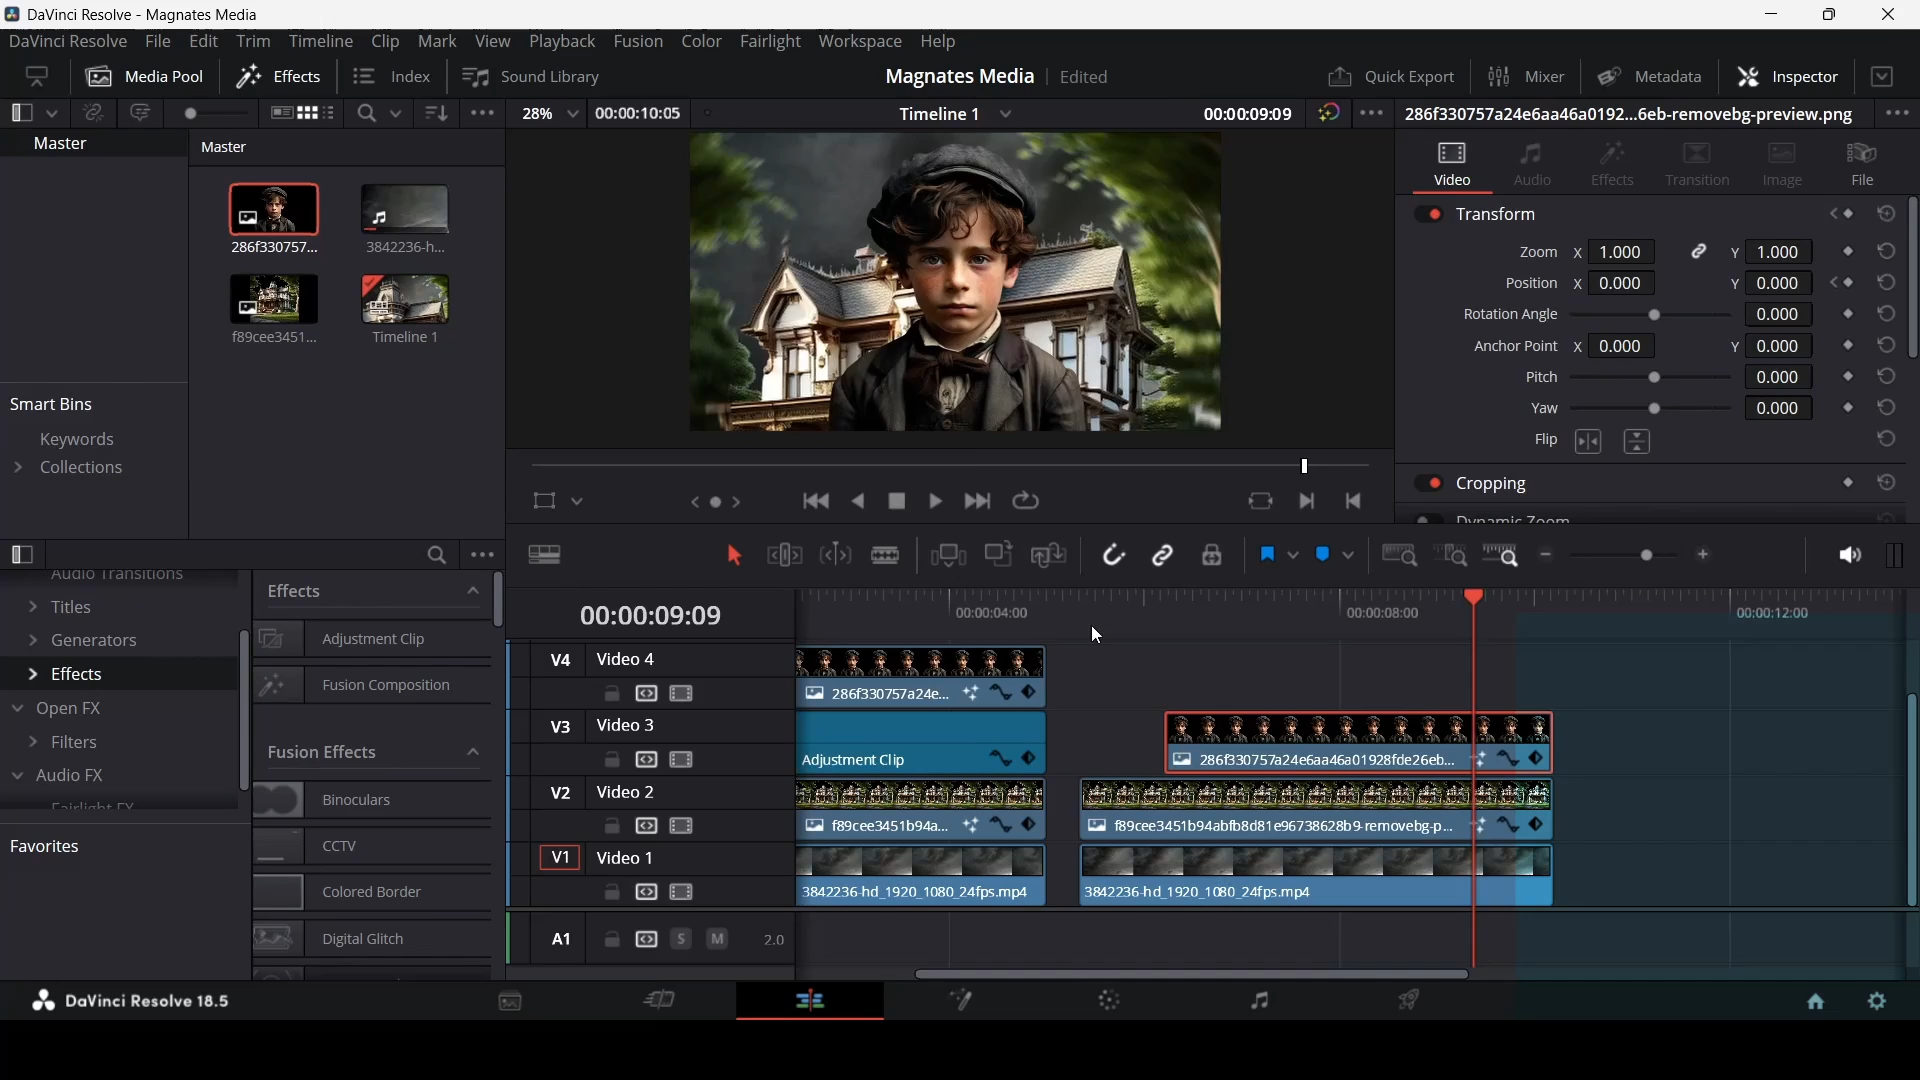 DaVinci Resolve - Magnates Media
DaVinci Resolve File Edit Trim Timeline Clip Mark View Playback Fusion Color Fairlight Workspace Help
Media Pool Effects Index Sound Library Magnates Media Edited Quick Export Mixer Metadata Inspector
28% 00:00:10:05 Timeline 1 00:00:09:09 286f330757a24e6aa46a0192...6eb-removebg-preview.png
Master Master
Video Audio Effects Transition Image File
286f330757... 3842236-h...
f89cee3451... Timeline 1
Smart Bins
Keywords
Collections
Transform
Zoom X 1.000 Y 1.000
Position X 0.000 Y 0.000
Rotation Angle 0.000
Anchor Point X 0.000 Y 0.000
Pitch 0.000
Yaw 0.000
Flip
Cropping
Dynamic Zoom
Audio Transitions
Titles
Generators
Effects
Open FX
Filters
Audio FX
Fairlight FX
Favorites
Effects
Adjustment Clip
Fusion Composition
Fusion Effects
Binoculars
CCTV
Colored Border
Digital Glitch
00:00:09:09 00:00:04:00 00:00:08:00 00:00:12:00
V4 Video 4
286f330757a24e...
V3 Video 3
Adjustment Clip 286f330757a24e6aa46a01928fde26eb...
V2 Video 2
f89cee3451b94a... f89cee3451b94abfb8d81e96738628b9-removebg-p...
V1 Video 1
3842236-hd_1920_1080_24fps.mp4 3842236-hd_1920_1080_24fps.mp4
A1 S M 2.0
DaVinci Resolve 18.5